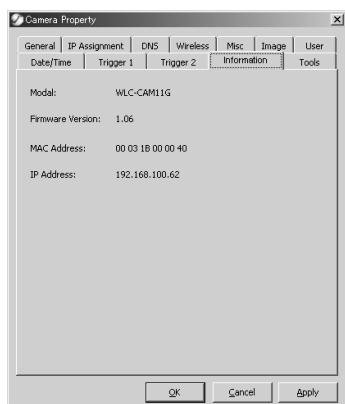 Camera Property
General IP Assignment DNS Wireless Misc Image User
Date/Time Trigger 1 Trigger 2 Information Tools
Modal: WLC-CAM11G
Firmware Version: 1.06
MAC Address: 00 03 1B 00 00 40
IP Address: 192.168.100.62
OK Cancel Apply